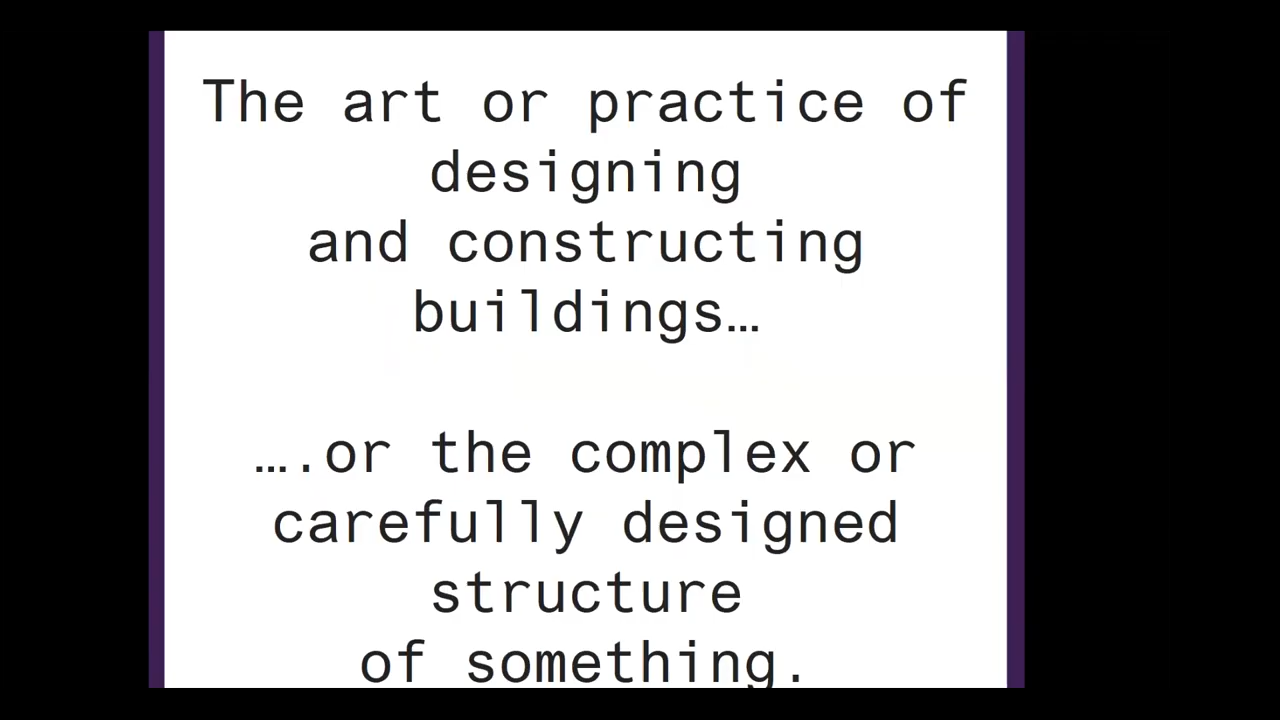 The art or practice of
designing
and constructing
buildings…

….or the complex or
carefully designed
structure
of something.